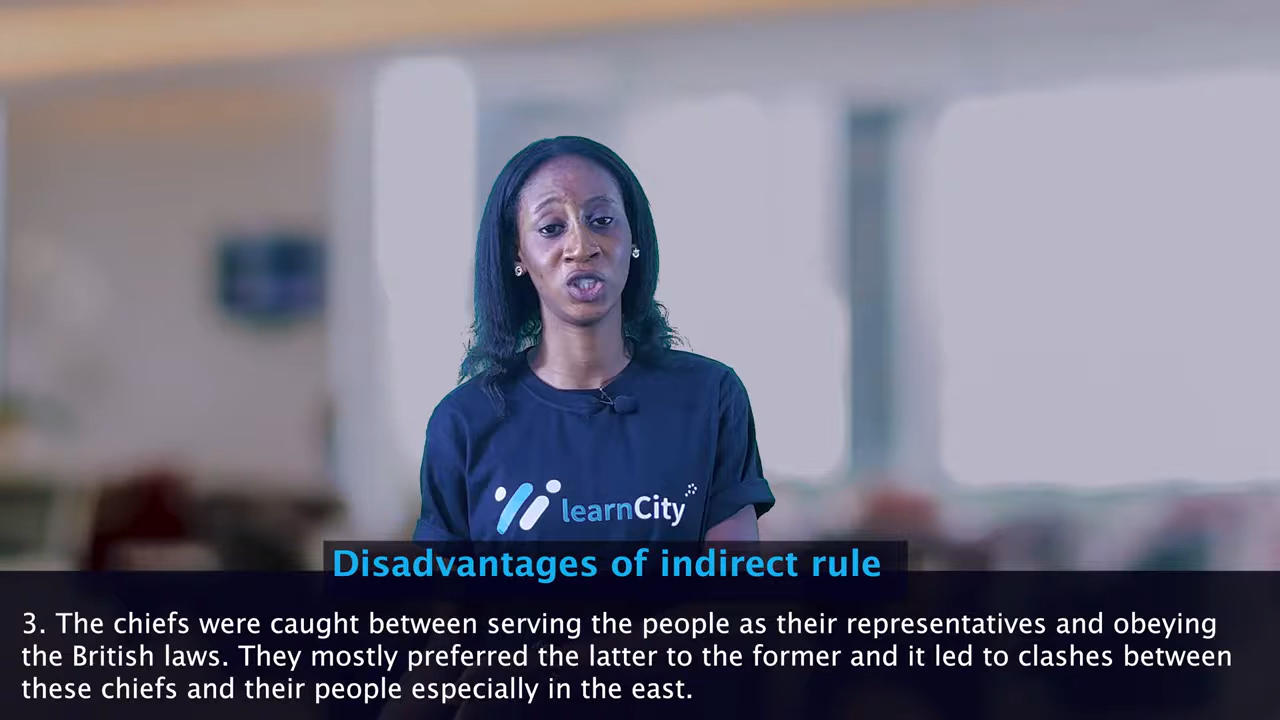 learnCity
Disadvantages of indirect rule
3. The chiefs were caught between serving the people as their representatives and obeying
the British laws. They mostly preferred the latter to the former and it led to clashes between
these chiefs and their people especially in the east.